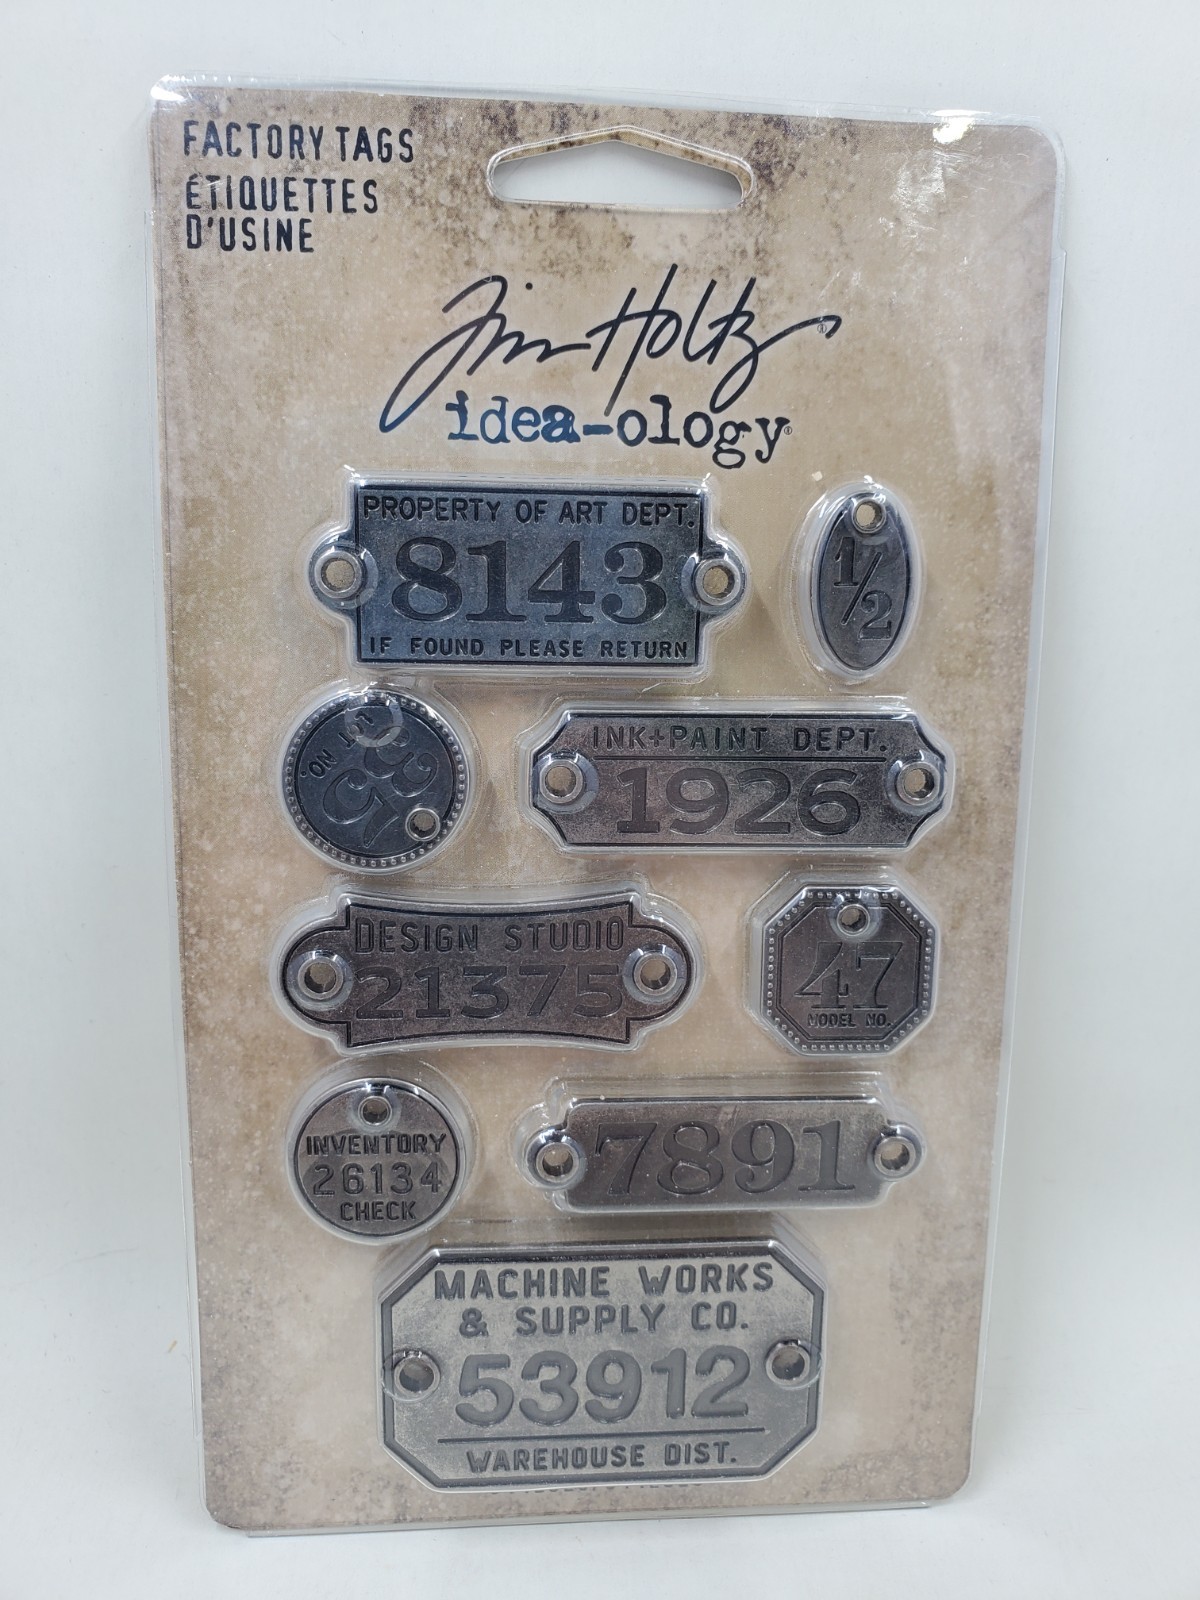 FACTORY TAGS
ÉTIQUETTES
D'USINE
Tim Holtz®
idea-ology®
PROPERTY OF ART DEPT.
8143
IF FOUND PLEASE RETURN
1/2
LOT NO.
INK+PAINT DEPT.
1926
DESIGN STUDIO
21375
47
MODEL NO.
INVENTORY
26134
CHECK
7891
MACHINE WORKS
& SUPPLY CO.
53912
WAREHOUSE DIST.